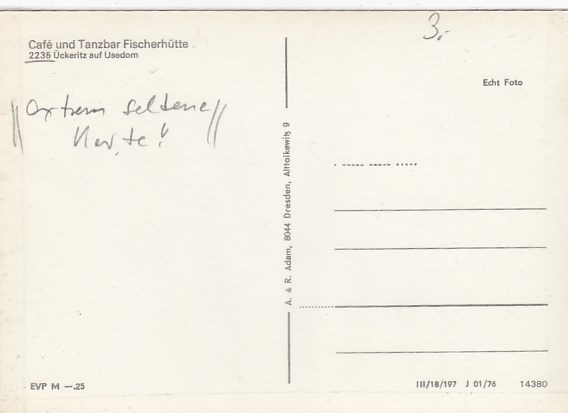 Café und Tanzbar Fischerhütte
2235 Ückeritz auf Usedom
3.-
Echt Foto
extrem seltene
Karte!
A. & R. Adam, 8044 Dresden, Alttolkewitz 9
EVP M —.25
III/18/197 J 01/76 14380